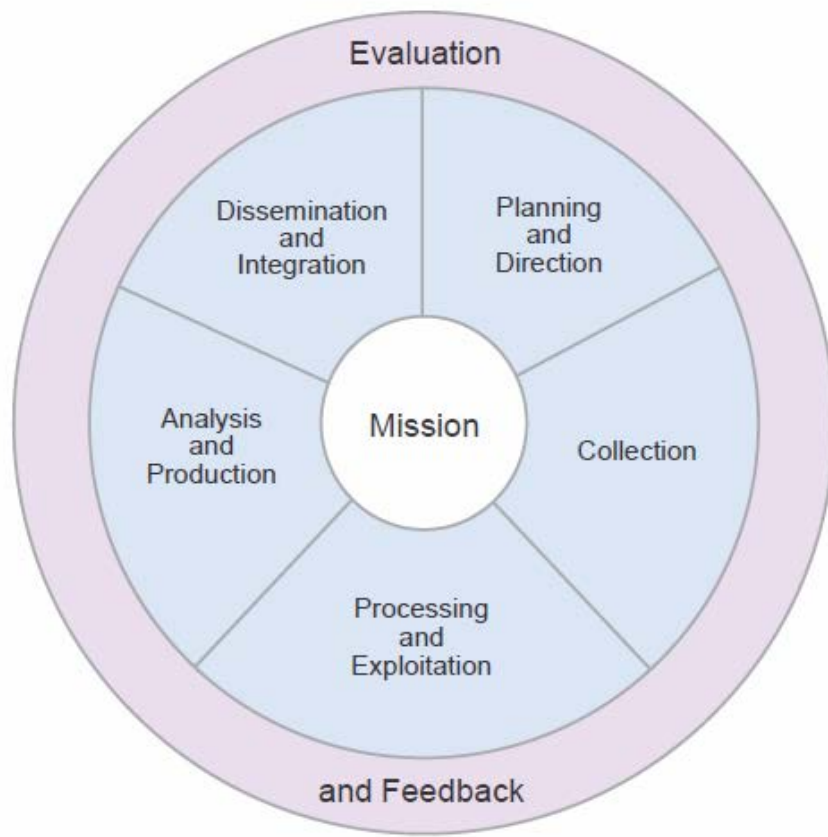 Evaluation
Dissemination
and
Integration
Planning
and
Direction
Analysis
and
Production
Mission
Collection
Processing
and
Exploitation
and Feedback